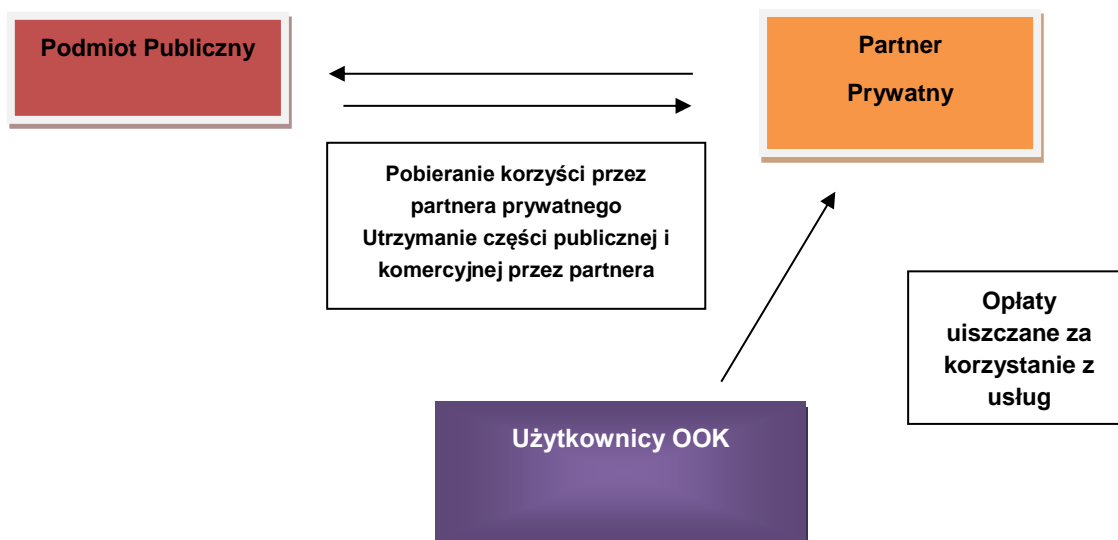 Podmiot Publiczny
Partner
Prywatny
Pobieranie korzyści przez
partnera prywatnego
Utrzymanie części publicznej i
komercyjnej przez partnera
Opłaty
uiszczane za
korzystanie z
usług
Użytkownicy OOK